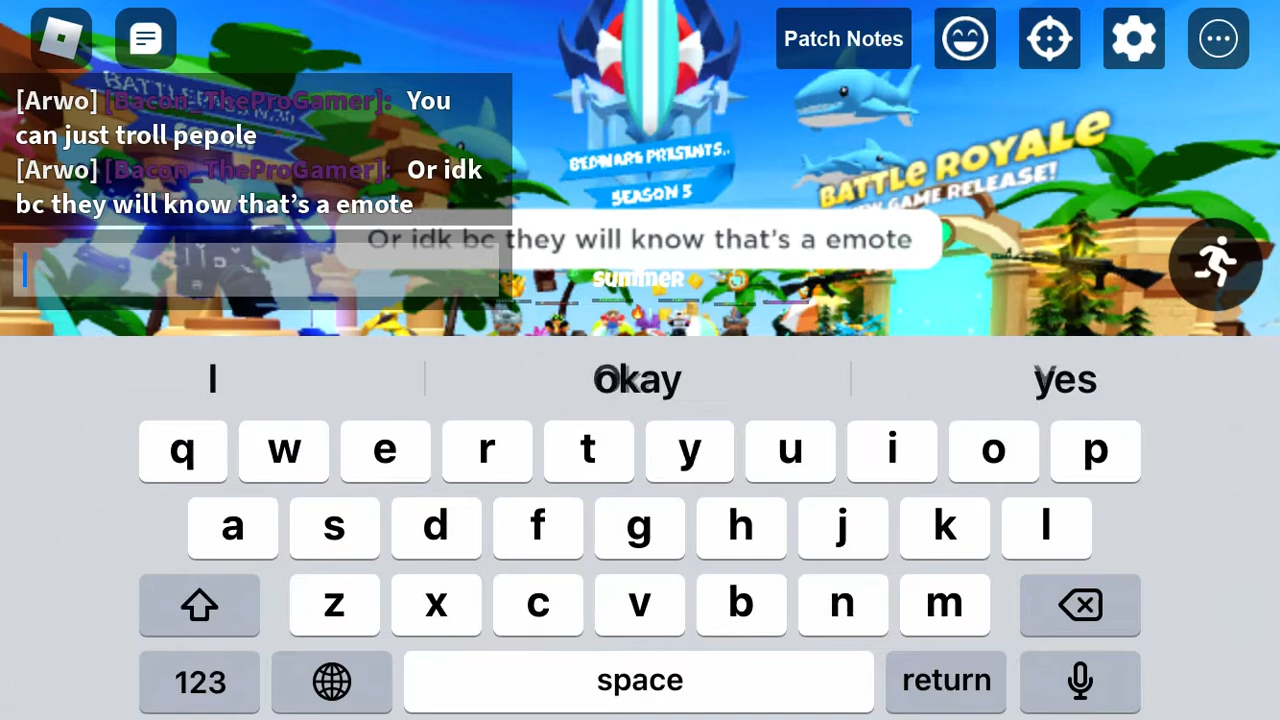 Patch Notes
[Arwo] [Bacon_TheProGamer]: You
can just troll pepole
[Arwo] [Bacon_TheProGamer]: Or idk
bc they will know that's a emote
BEDWARS PRESENTS..
SEASON 5
BATTLE ROYALE
NEW GAME RELEASE!
Or idk bc they will know that's a emote
SUMMER
I okay yes
q w e r t y u i o p
a s d f g h j k l
z x c v b n m
123 space return